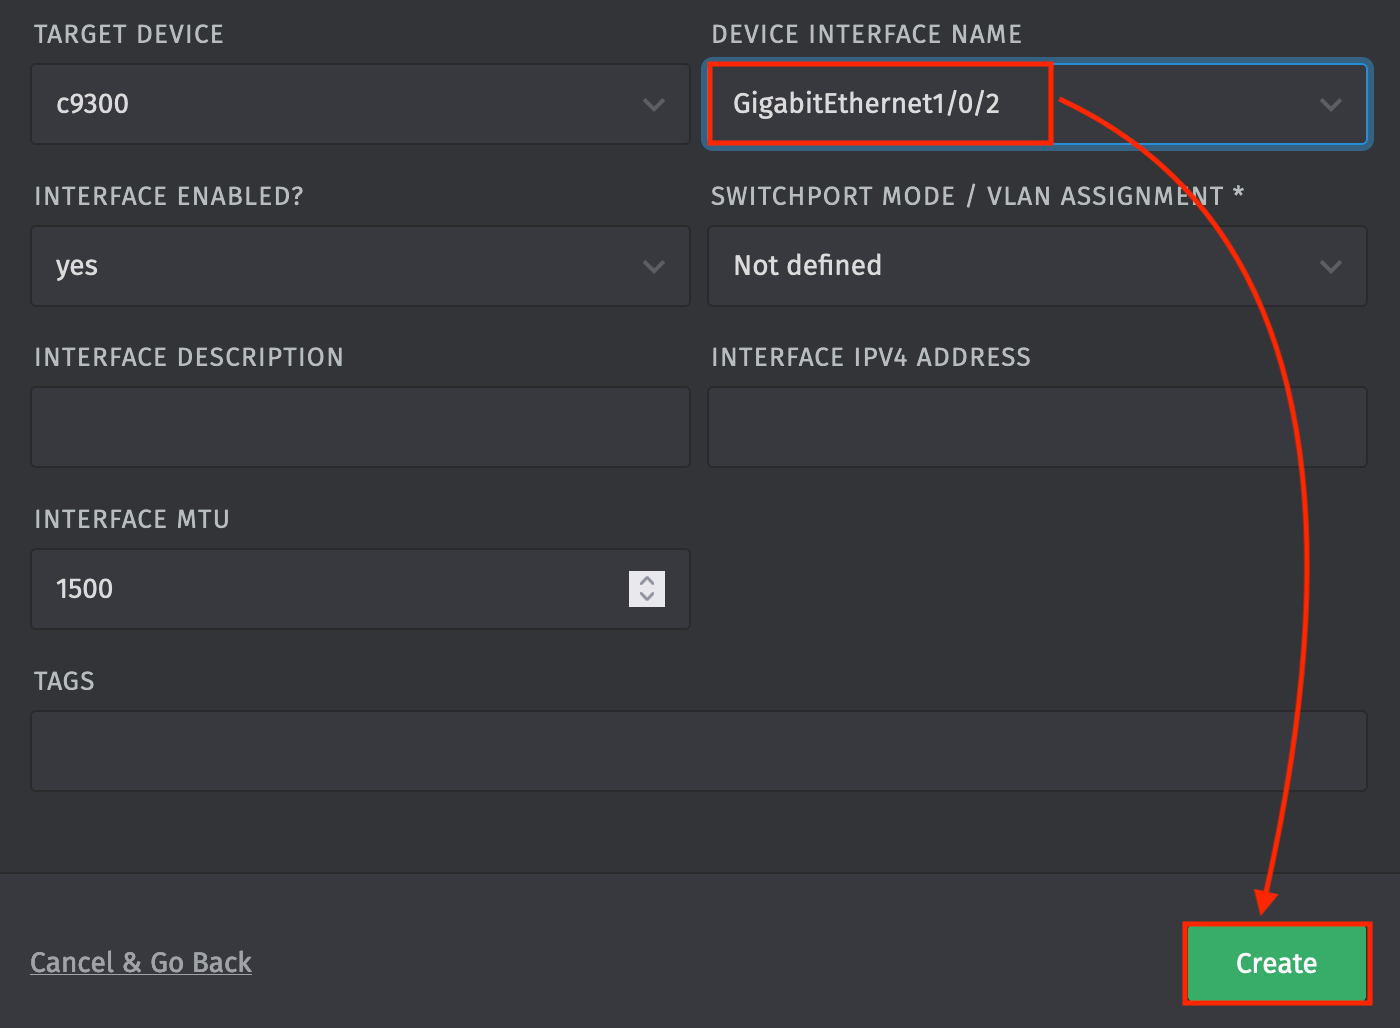 TARGET DEVICE
DEVICE INTERFACE NAME
c9300
GigabitEthernet1/0/2
INTERFACE ENABLED?
SWITCHPORT MODE / VLAN ASSIGNMENT *
yes
Not defined
INTERFACE DESCRIPTION
INTERFACE IPV4 ADDRESS
INTERFACE MTU
1500
TAGS
Cancel & Go Back
Create